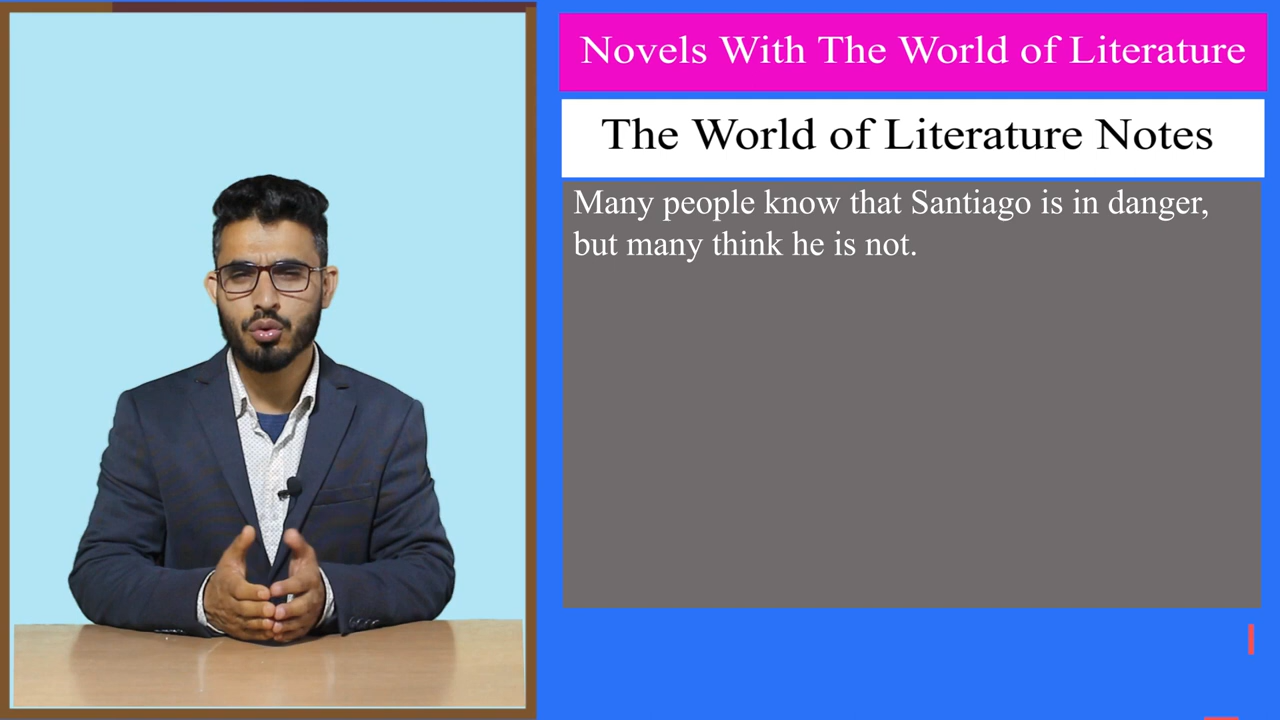 Novels With The World of Literature
The World of Literature Notes
Many people know that Santiago is in danger,
but many think he is not.